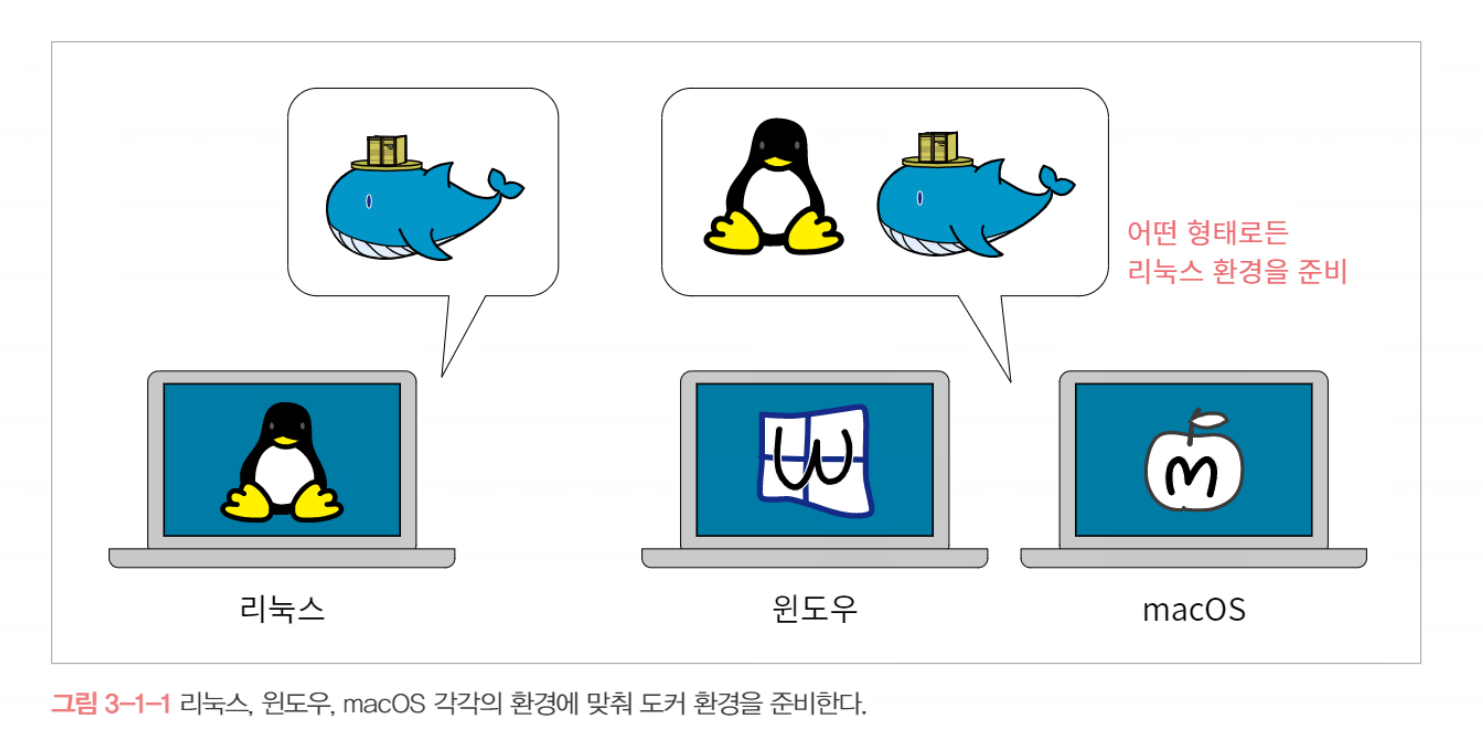 어떤 형태로든
리눅스 환경을 준비
W
m
리눅스
윈도우
macOS
그림 3-1-1 리눅스, 윈도우, macOS 각각의 환경에 맞춰 도커 환경을 준비한다.